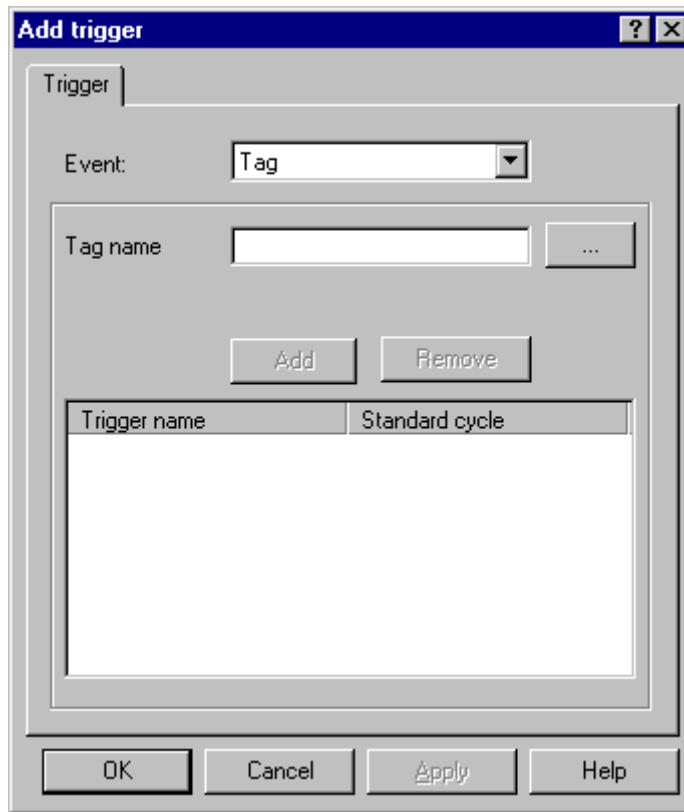 Add trigger ? ×
Trigger
Event: Tag
Tag name ...
Add Remove
Trigger name Standard cycle
OK Cancel Apply Help